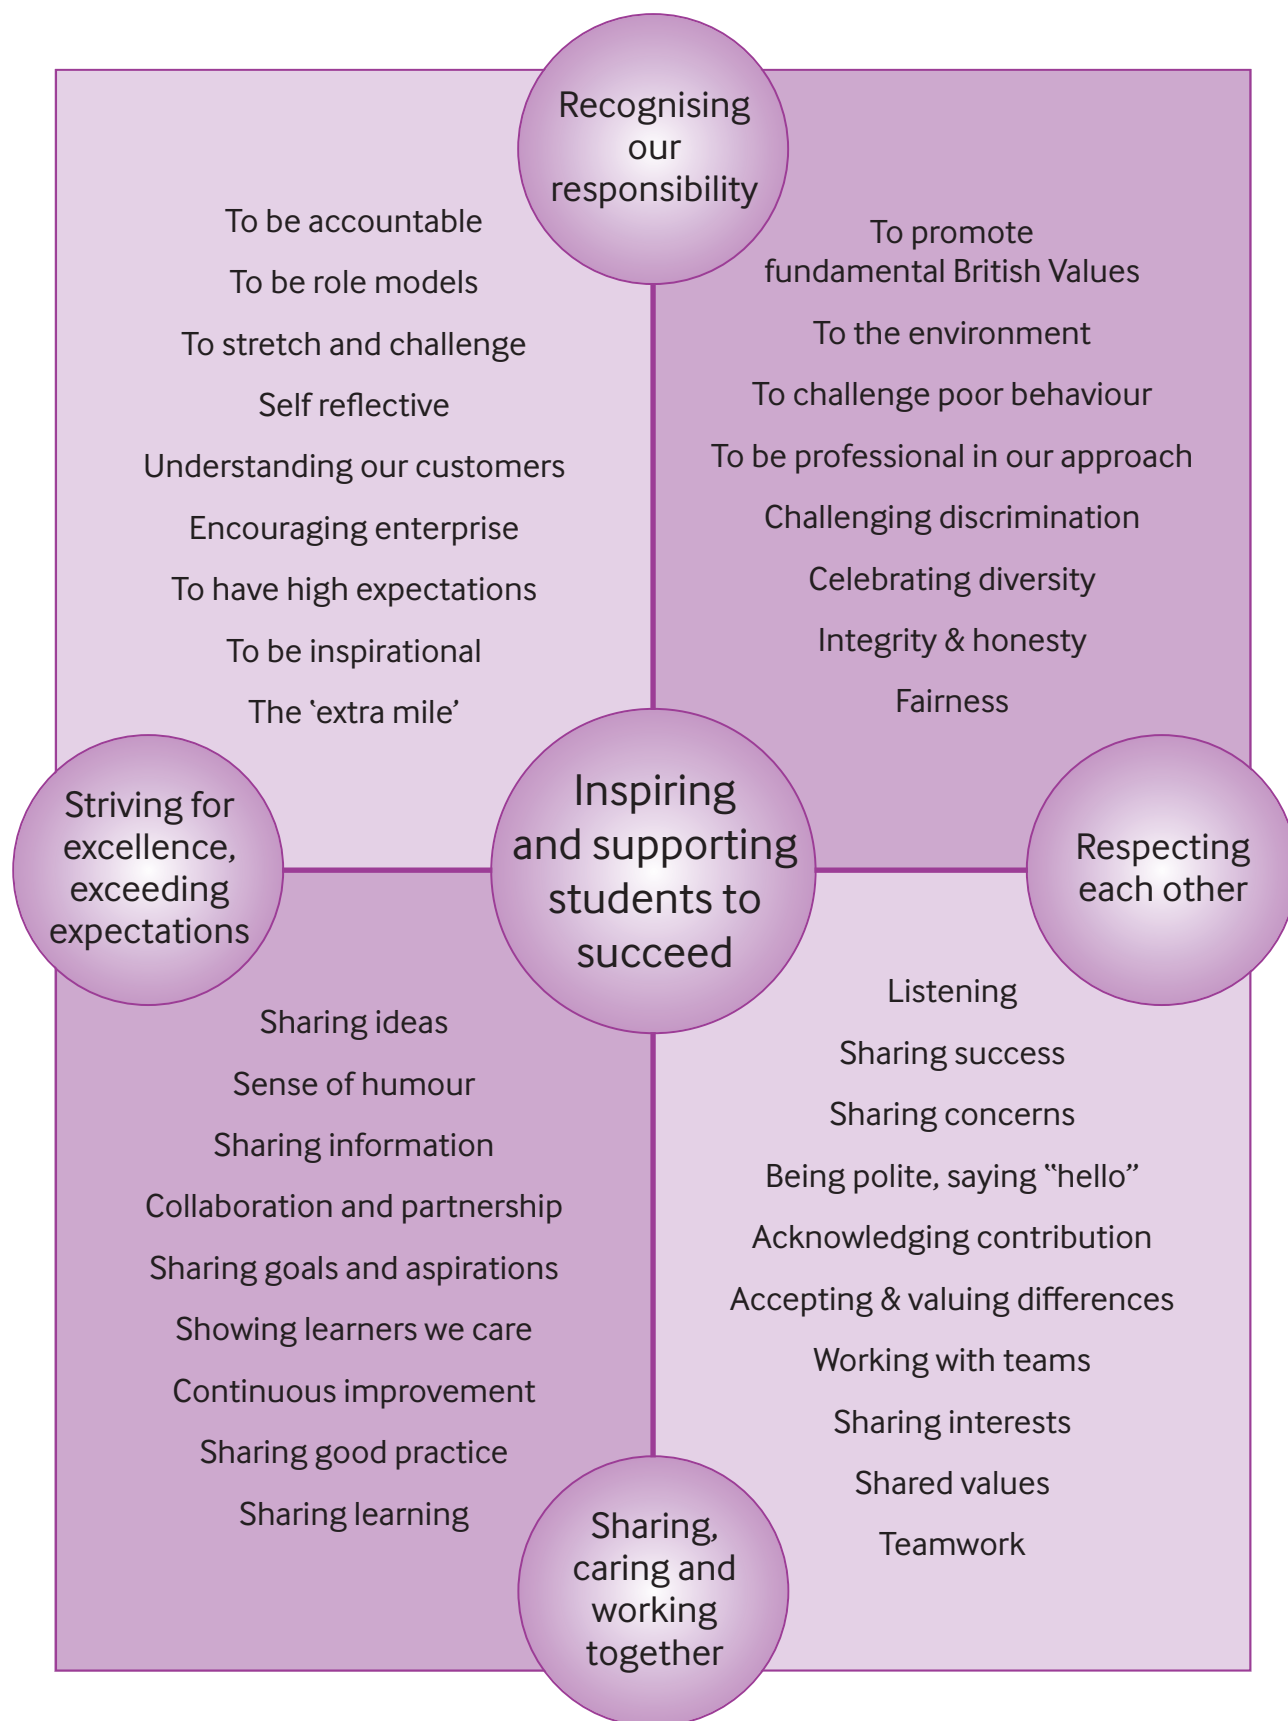 Recognising
our
responsibility
To be accountable
To be role models
To stretch and challenge
Self reflective
Understanding our customers
Encouraging enterprise
To have high expectations
To be inspirational
The ‘extra mile’
To promote
fundamental British Values
To the environment
To challenge poor behaviour
To be professional in our approach
Challenging discrimination
Celebrating diversity
Integrity & honesty
Fairness
Striving for
excellence,
exceeding
expectations
Inspiring
and supporting
students to
succeed
Respecting
each other
Sharing ideas
Sense of humour
Sharing information
Collaboration and partnership
Sharing goals and aspirations
Showing learners we care
Continuous improvement
Sharing good practice
Sharing learning
Listening
Sharing success
Sharing concerns
Being polite, saying “hello”
Acknowledging contribution
Accepting & valuing differences
Working with teams
Sharing interests
Shared values
Teamwork
Sharing,
caring and
working
together